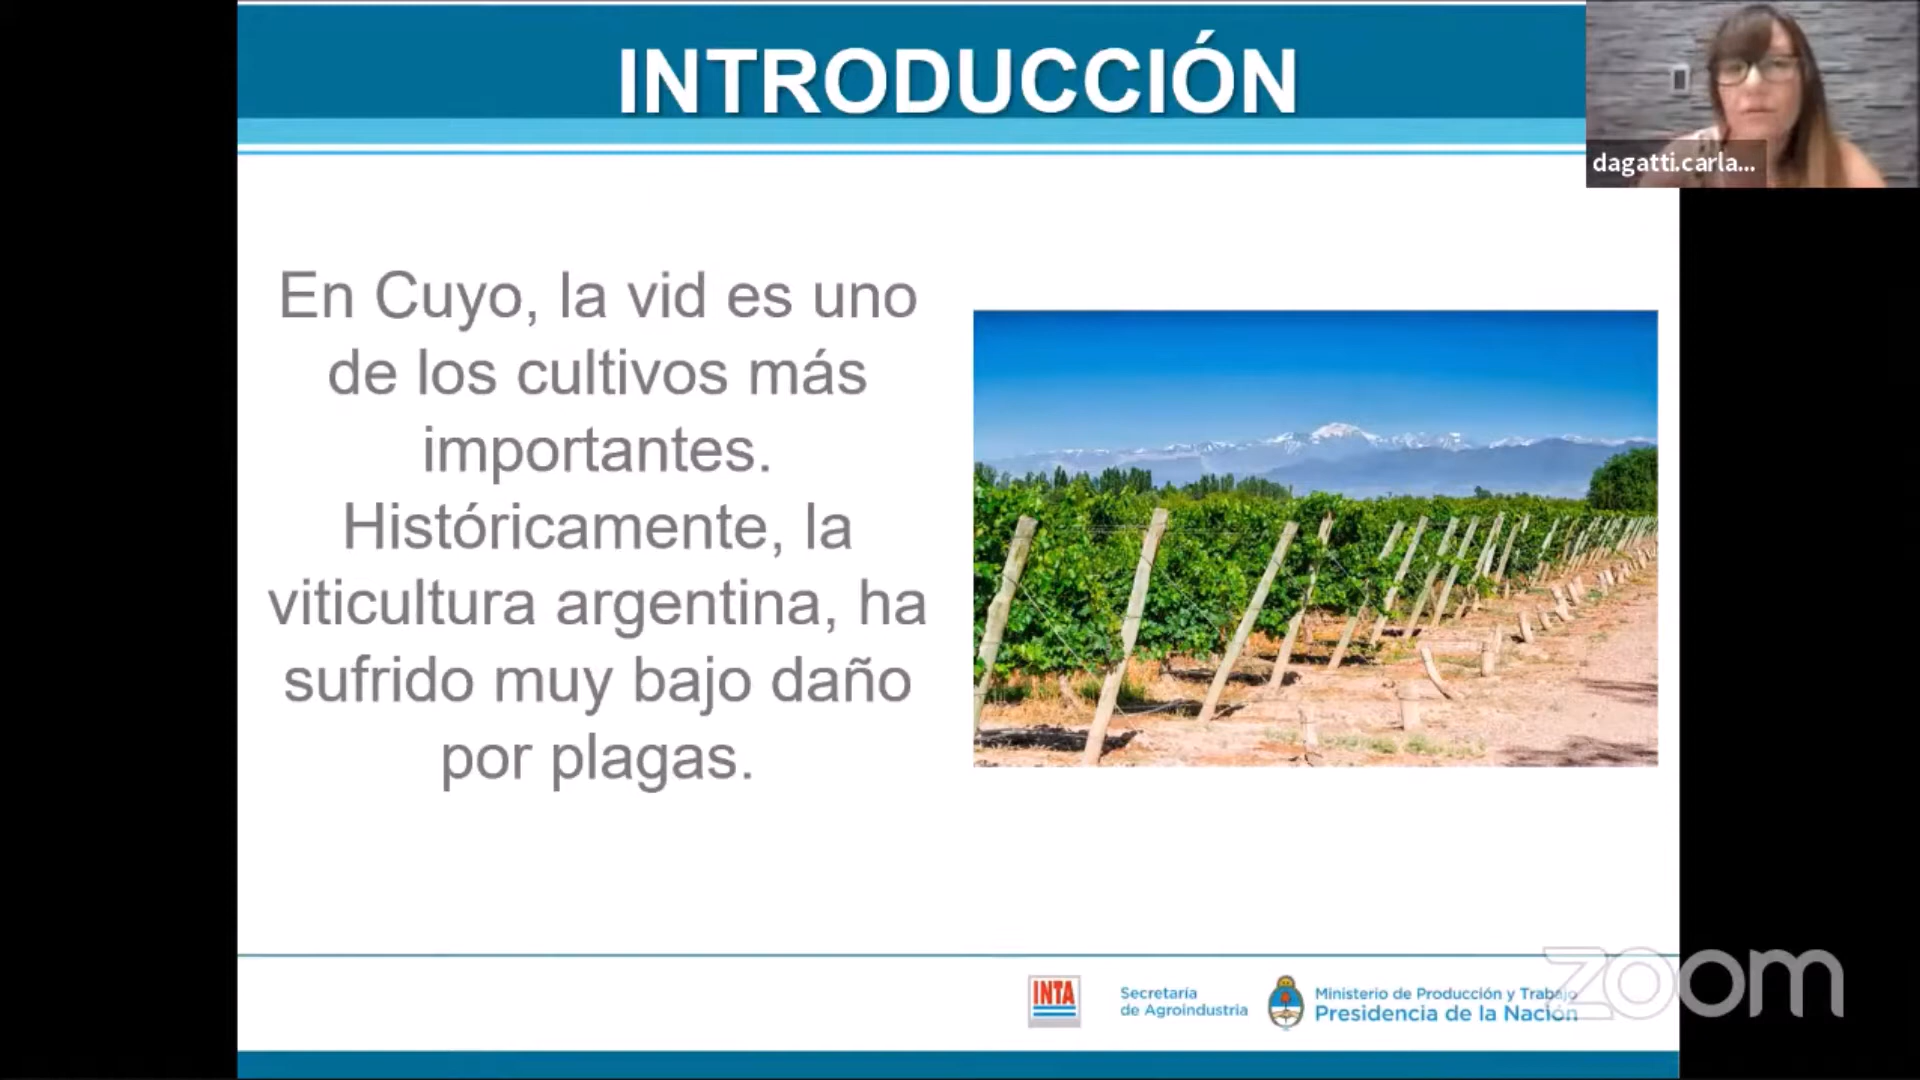 INTRODUCCIÓN
dagatti.carla...
En Cuyo, la vid es uno
de los cultivos más
importantes.
Históricamente, la
viticultura argentina, ha
sufrido muy bajo daño
por plagas.
INTA
Secretaría
de Agroindustria
Ministerio de Producción y Trabajo
Presidencia de la Nación
zoom